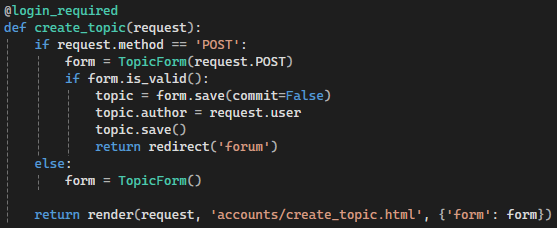 @login_required
def create_topic(request):
    if request.method == 'POST':
        form = TopicForm(request.POST)
        if form.is_valid():
            topic = form.save(commit=False)
            topic.author = request.user
            topic.save()
            return redirect('forum')
    else:
        form = TopicForm()
    return render(request, 'accounts/create_topic.html', {'form': form})